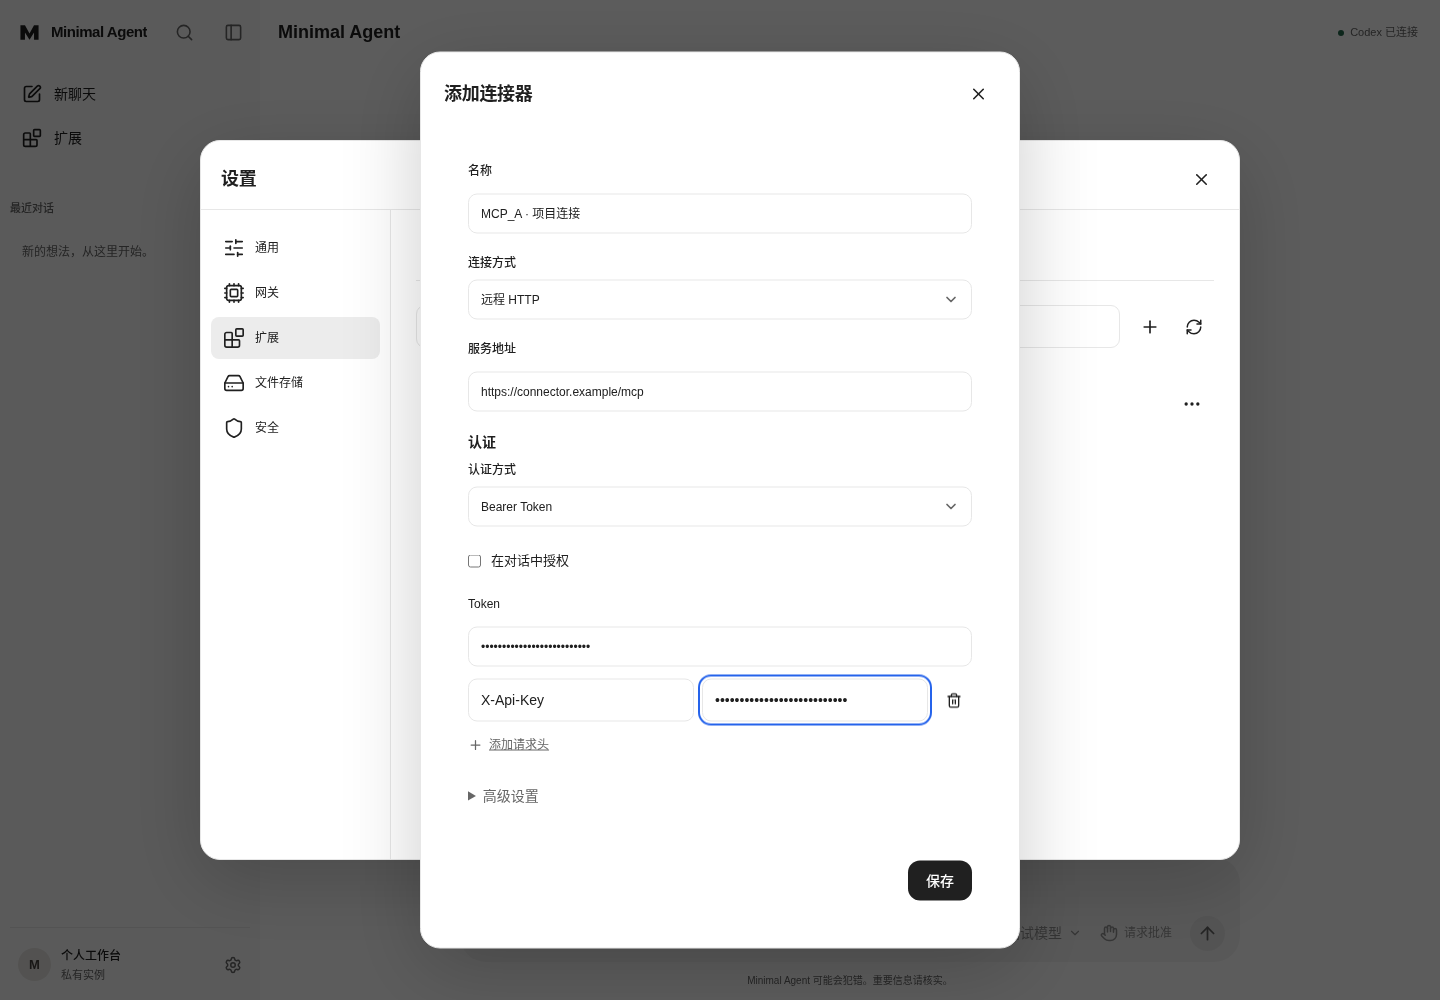 Minimal Agent
Minimal Agent
Codex 已连接
新聊天
扩展
最近对话
新的想法，从这里开始。
个人工作台
M
私有实例
设置
通用
网关
扩展
文件存储
安全
添加连接器
名称
MCP_A · 项目连接
连接方式
远程 HTTP
服务地址
https://connector.example/mcp
认证
认证方式
Bearer Token
在对话中授权
Token
••••••••••••••••••••••••••
X-Api-Key
•••••••••••••••••••••••••••
添加请求头
高级设置
保存
试模型
请求批准
Minimal Agent 可能会犯错。重要信息请核实。